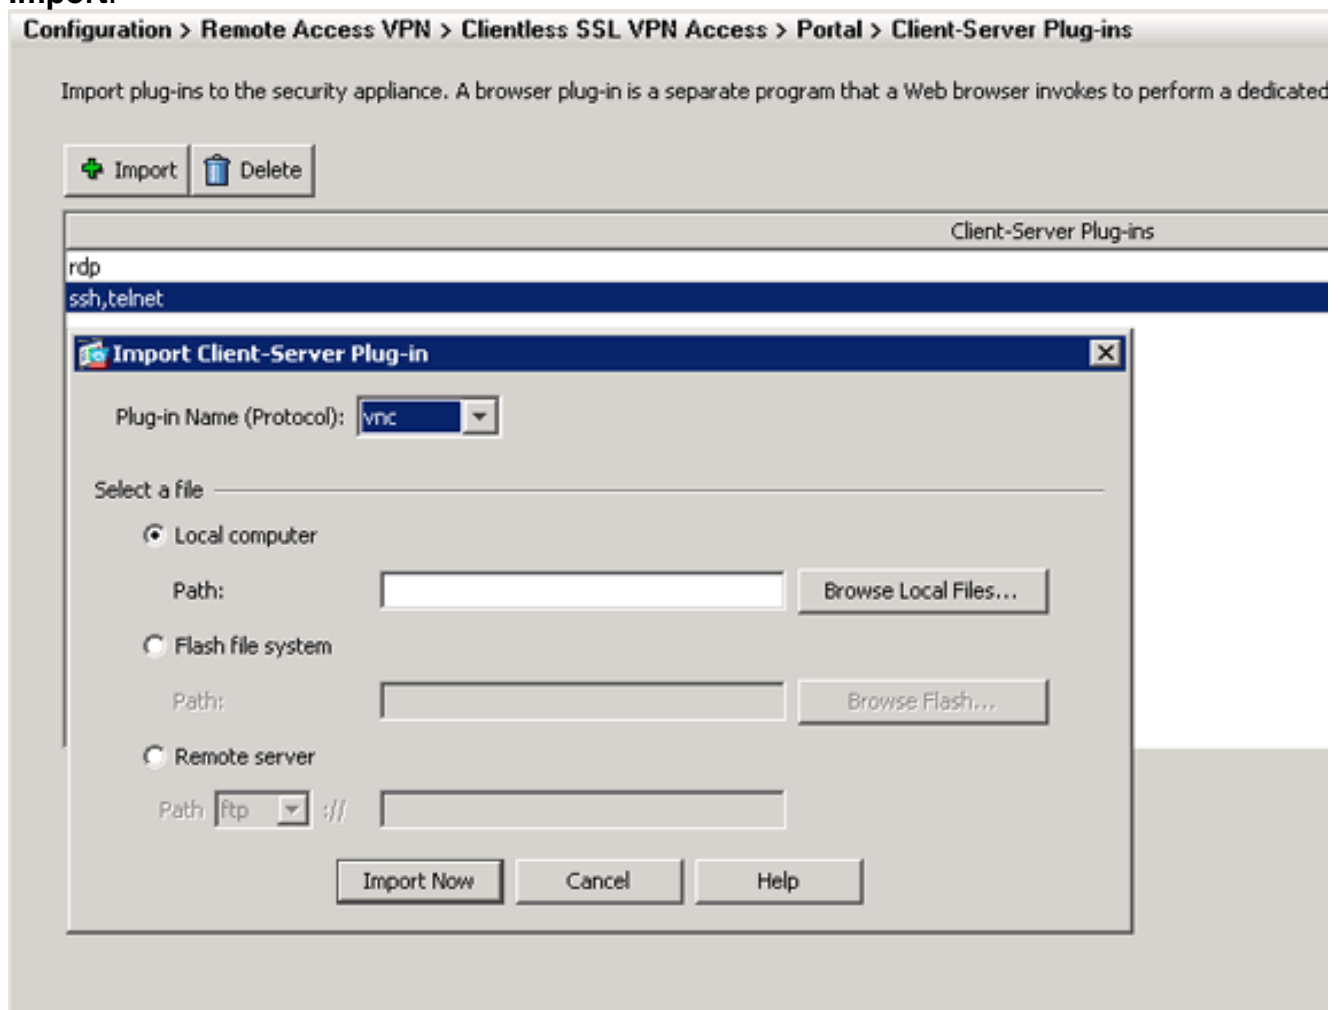 Import.
Configuration > Remote Access VPN > Clientless SSL VPN Access > Portal > Client-Server Plug-ins
Import plug-ins to the security appliance. A browser plug-in is a separate program that a Web browser invokes to perform a dedicated
Import Delete
Client-Server Plug-ins
rdp
ssh,telnet
Import Client-Server Plug-in
Plug-in Name (Protocol): vnc
Select a file
Local computer
Path: Browse Local Files...
Flash file system
Path: Browse Flash...
Remote server
Path ftp ://
Import Now Cancel Help